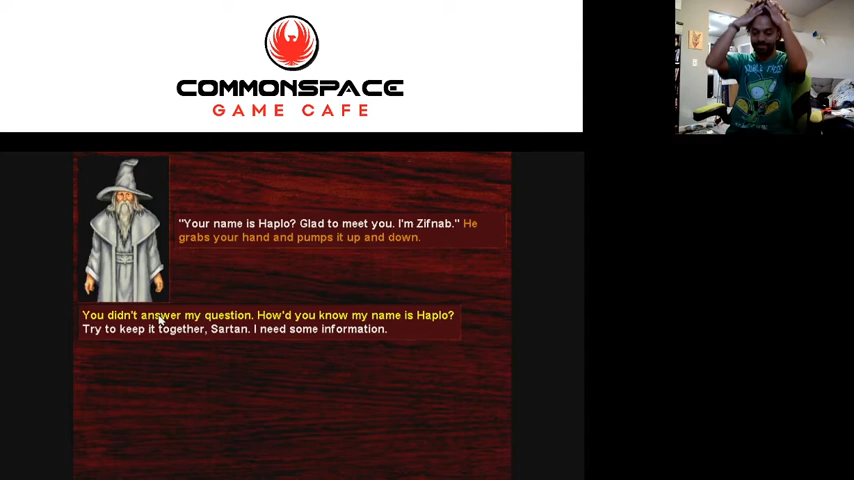 COMMONSPACE
GAME CAFE
"Your name is Haplo? Glad to meet you. I'm Zifnab." He
grabs your hand and pumps it up and down.
You didn't answer my question. How'd you know my name is Haplo?
Try to keep it together, Sartan. I need some information.